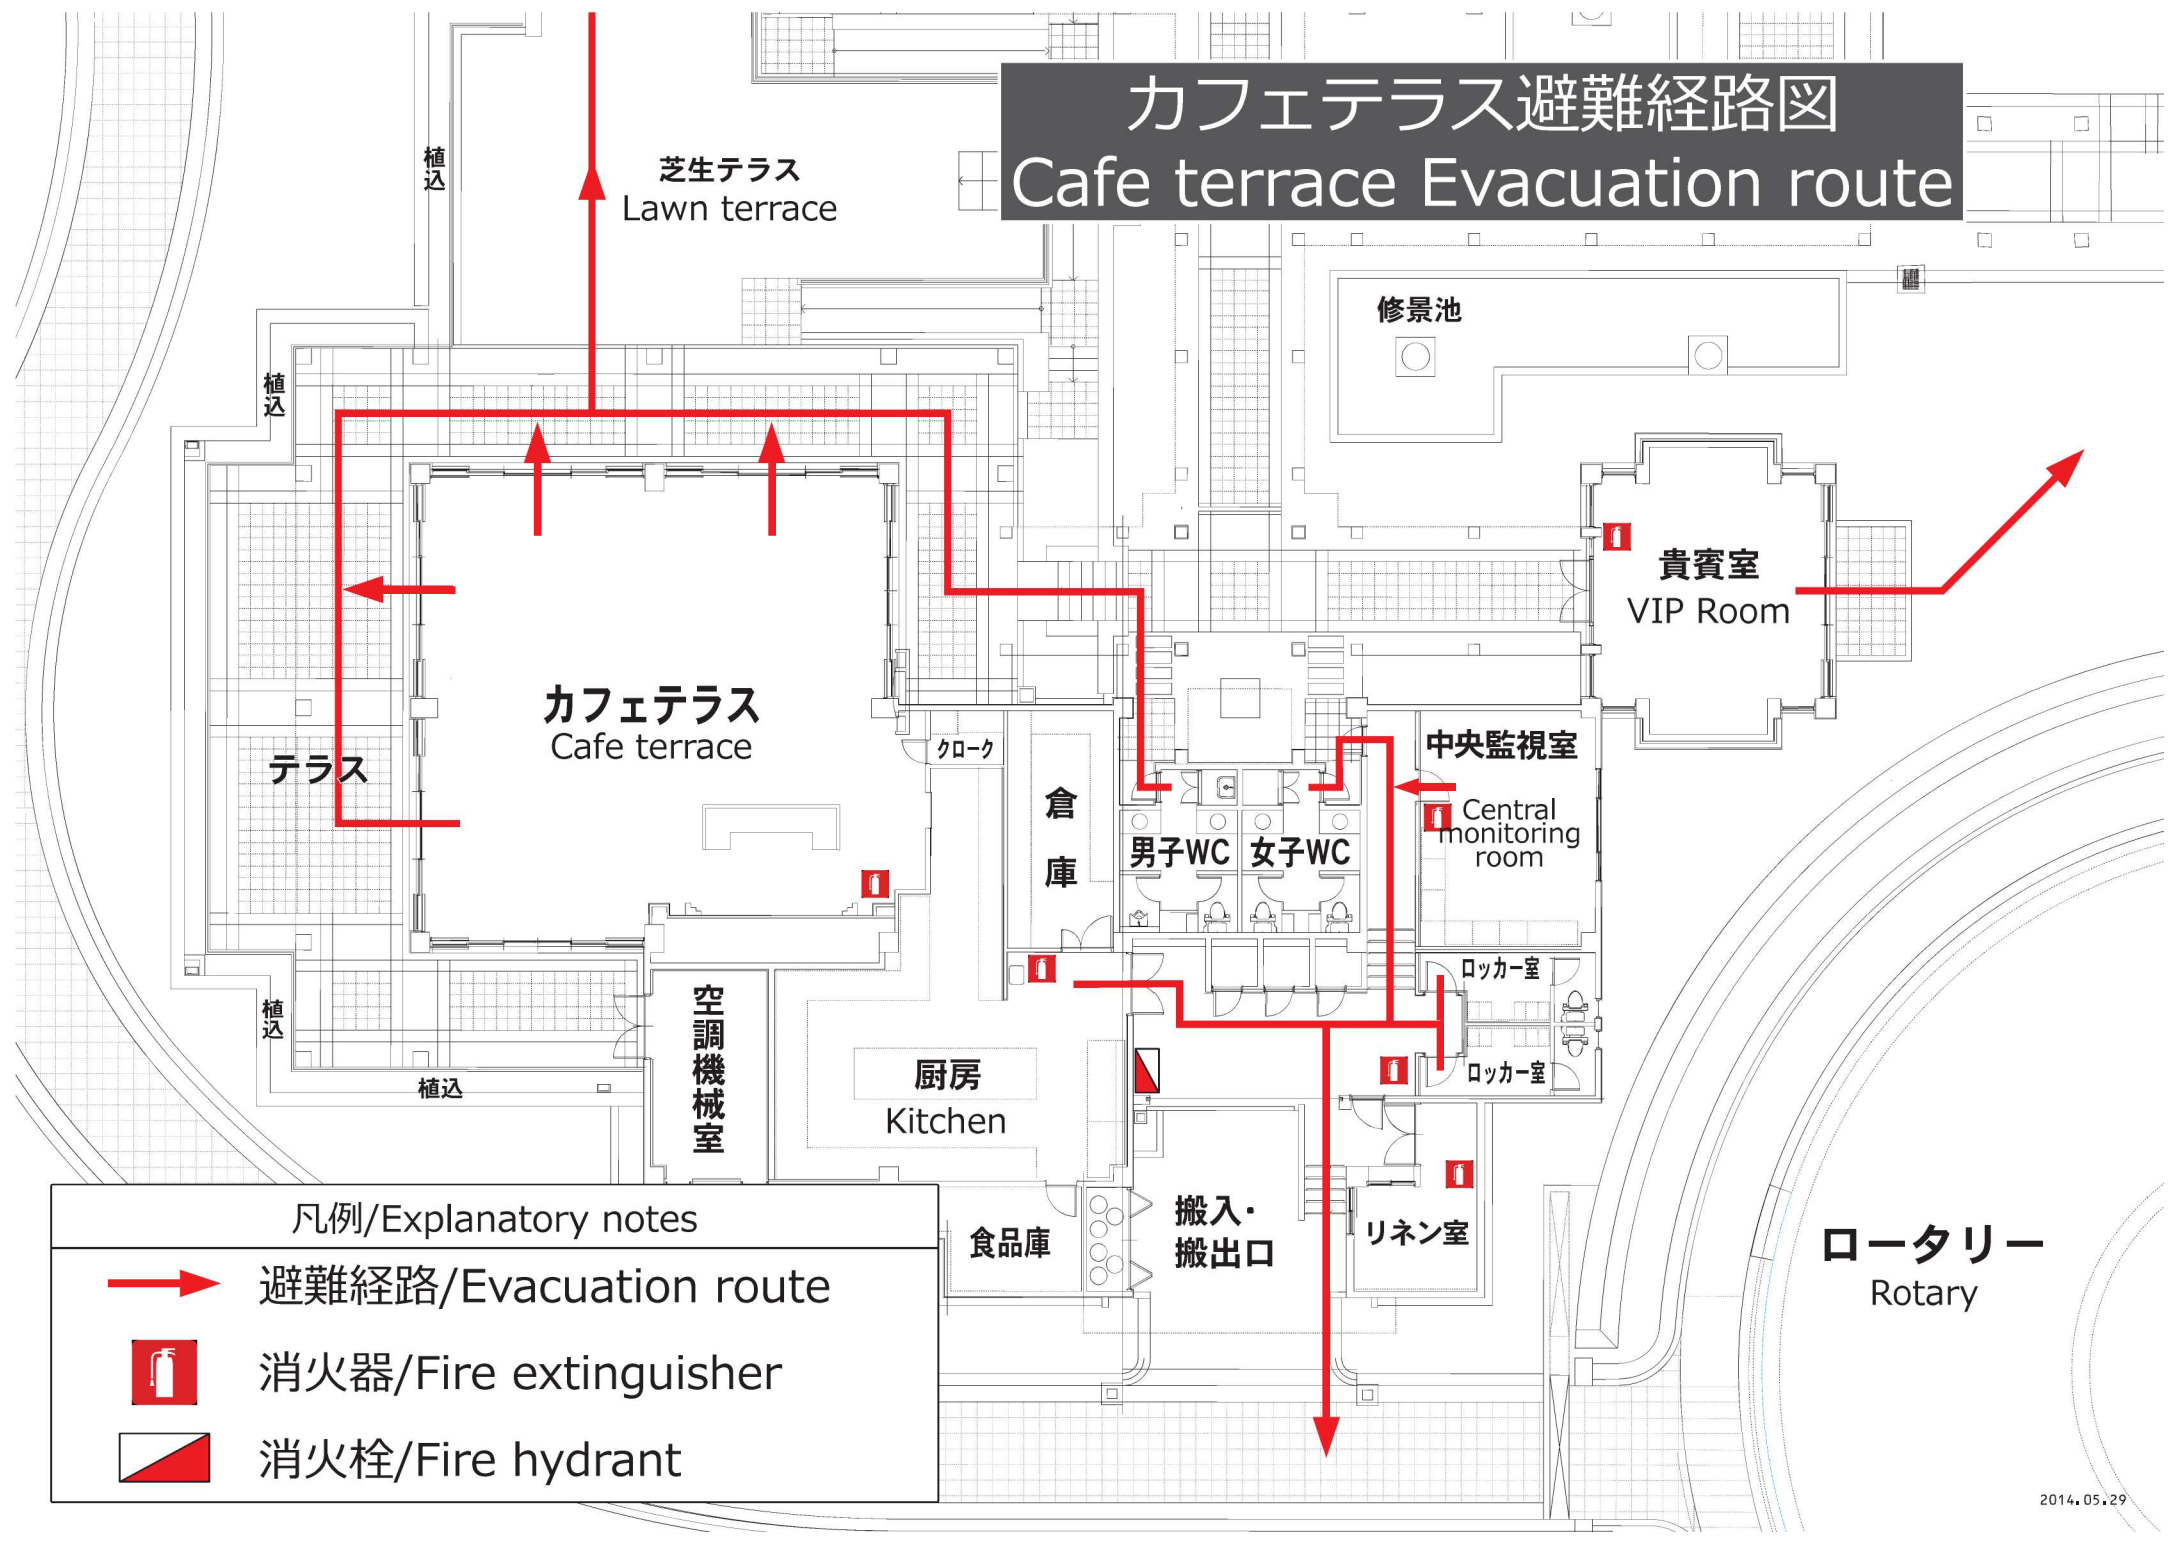 カフェテラス避難経路図
Cafe terrace Evacuation route
植込
芝生テラス
Lawn terrace
修景池
植込
貴賓室
VIP Room
カフェテラス
Cafe terrace
テラス
クローク
倉庫
男子WC
女子WC
中央監視室
Central
monitoring
room
ロッカー室
ロッカー室
植込
植込
空調機械室
厨房
Kitchen
食品庫
搬入・
搬出口
リネン室
ロータリー
Rotary
凡例/Explanatory notes
避難経路/Evacuation route
消火器/Fire extinguisher
消火栓/Fire hydrant
2014.05.29